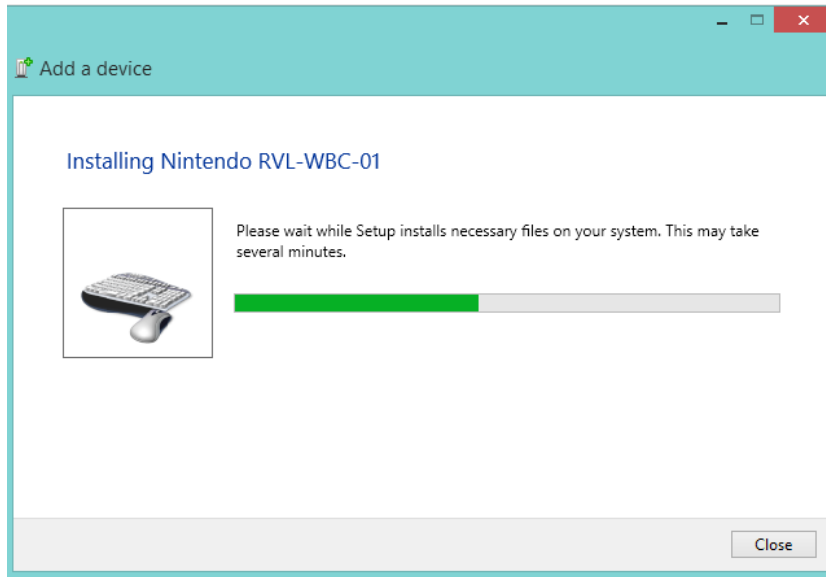 Add a device
Installing Nintendo RVL-WBC-01
Please wait while Setup installs necessary files on your system. This may take
several minutes.
Close